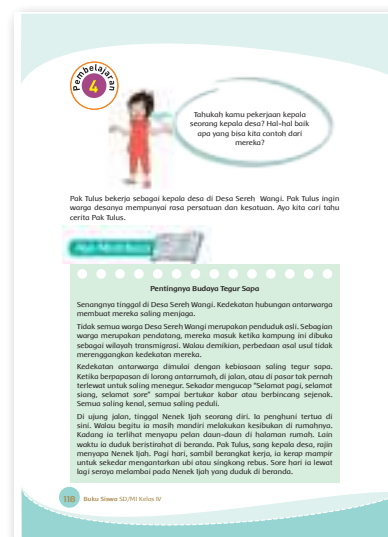 Pembelajaran
4
Tahukah kamu pekerjaan kepala
seorang kepala desa? Hal-hal baik
apa yang bisa kita contoh dari
mereka?
Pak Tulus bekerja sebagai kepala desa di Desa Sereh Wangi. Pak Tulus ingin
warga desanya mempunyai rasa persatuan dan kesatuan. Ayo kita cari tahu
cerita Pak Tulus.
Pentingnya Budaya Tegur Sapa
Senangnya tinggal di Desa Sereh Wangi. Kedekatan hubungan antarwarga
membuat mereka saling menjaga.
Tidak semua warga Desa Sereh Wangi merupakan penduduk asli. Sebagian
warga merupakan pendatang, mereka masuk ketika kampung ini dibuka
sebagai wilayah transmigrasi. Walau demikian, perbedaan asal usul tidak
merenggangkan kedekatan mereka.
Kedekatan antarwarga dimulai dengan kebiasaan saling tegur sapa.
Ketika berpapasan di lorong antarrumah, di jalan, atau di pasar tak pernah
terlewat untuk saling menegur. Sekadar mengucap “Selamat pagi, selamat
siang, selamat sore” sampai bertukar kabar atau berbincang sejenak.
Semua saling kenal, semua saling peduli.
Di ujung jalan, tinggal Nenek Ijah seorang diri. Ia penghuni tertua di
sini. Walau begitu ia masih mandiri melakukan kesibukan di rumahnya.
Kadang ia terlihat menyapu pelan daun-daun di halaman rumah. Lain
waktu ia duduk beristirahat di beranda. Pak Tulus, sang kepala desa, rajin
menyapa Nenek Ijah. Pagi hari, sambil berangkat kerja, ia kerap mampir
untuk sekedar mengantarkan ubi atau singkong rebus. Sore hari ia lewat
lagi seraya melambai pada Nenek Ijah yang duduk di beranda.
118 Buku Siswa SD/MI Kelas IV